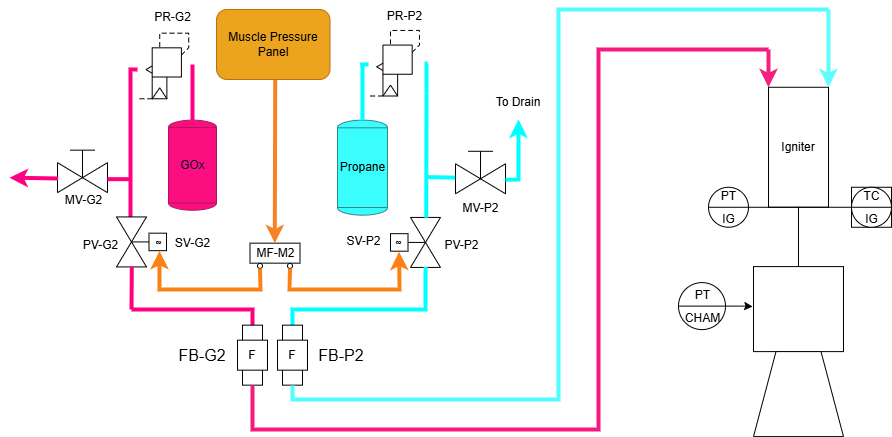 PR-G2
Muscle Pressure
Panel
PR-P2
To Drain
GOx
Propane
Igniter
MV-G2
MV-P2
PT
IG
TC
IG
PV-G2
SV-G2
MF-M2
SV-P2
PV-P2
PT
CHAM
FB-G2
F
F
FB-P2